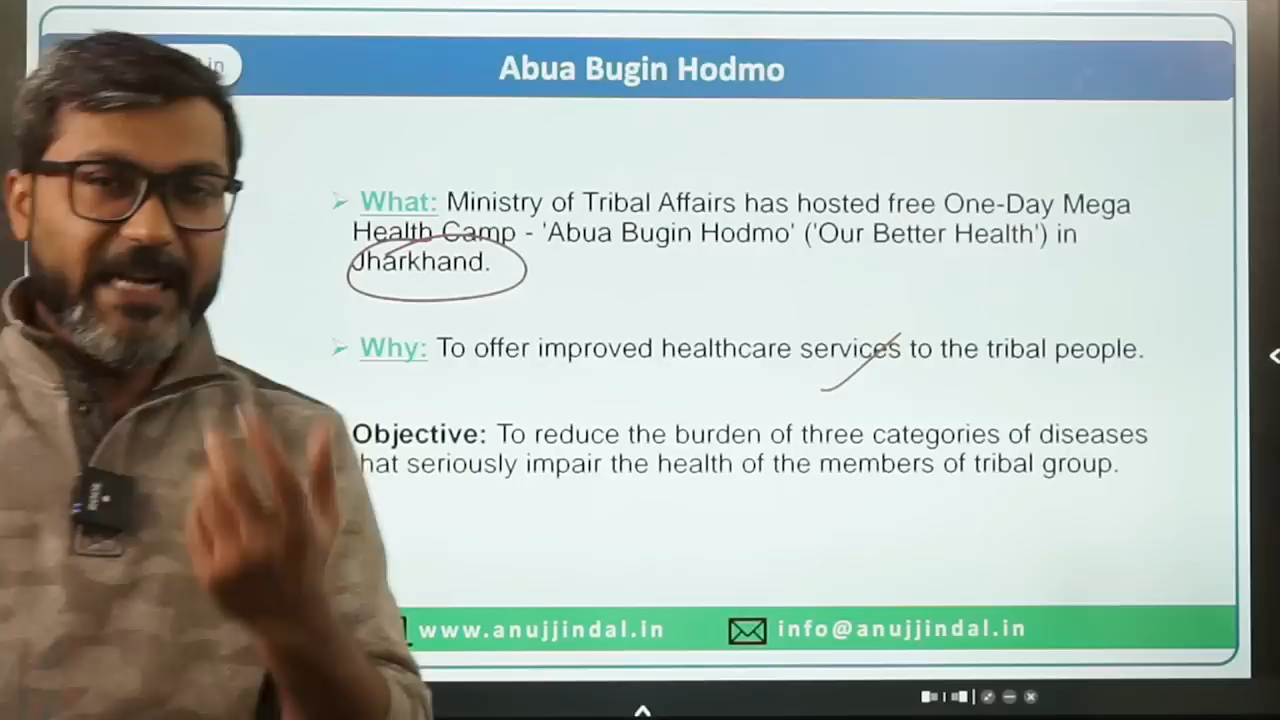 in
Abua Bugin Hodmo
What: Ministry of Tribal Affairs has hosted free One-Day Mega
Health Camp - 'Abua Bugin Hodmo' ('Our Better Health') in
Jharkhand.
Why: To offer improved healthcare services to the tribal people.
Objective: To reduce the burden of three categories of diseases
hat seriously impair the health of the members of tribal group.
www.anujjindal.in
info@anujjindal.in